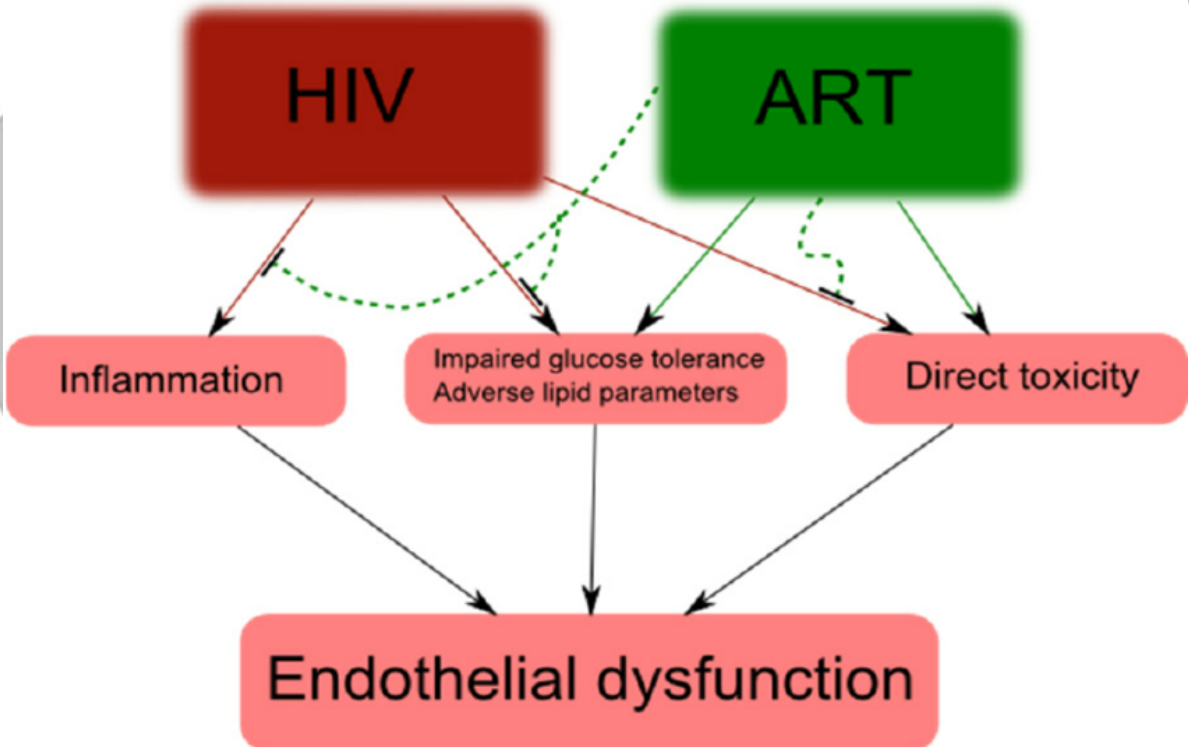 HIV
ART
Inflammation
Impaired glucose tolerance
Adverse lipid parameters
Direct toxicity
Endothelial dysfunction